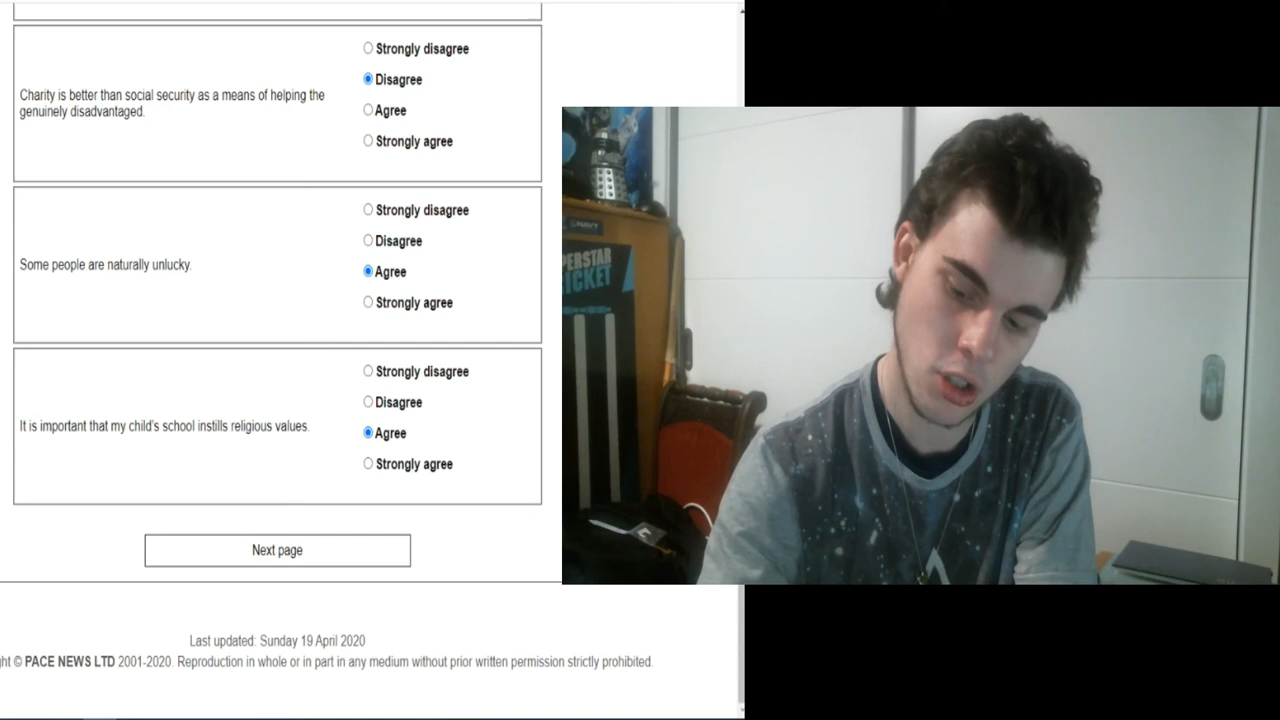 Strongly disagree
Disagree
Charity is better than social security as a means of helping the
genuinely disadvantaged.
Agree
Strongly agree
Strongly disagree
Disagree
Some people are naturally unlucky.
Agree
Strongly agree
Strongly disagree
Disagree
It is important that my child's school instills religious values.
Agree
Strongly agree
Next page
Last updated: Sunday 19 April 2020
ht © PACE NEWS LTD 2001-2020. Reproduction in whole or in part in any medium without prior written permission strictly prohibited.
PERSTAR
ICKET